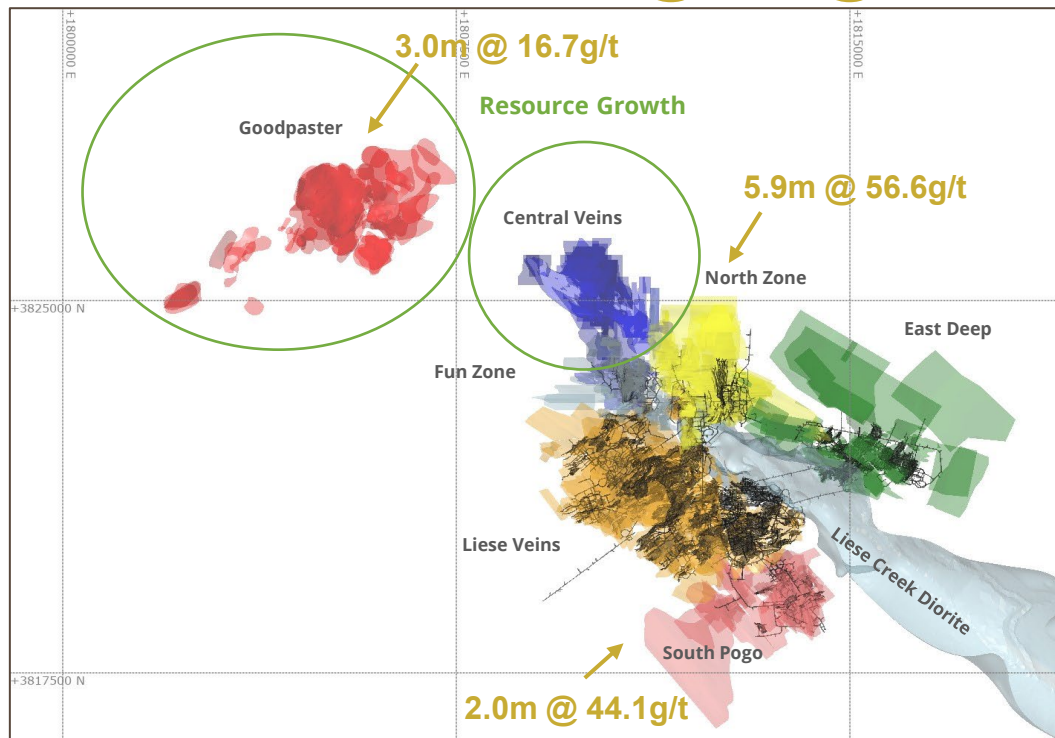 +1800000 E
+1807500 E
+1815000 E
3.0m @ 16.7g/t
Resource Growth
Goodpaster
5.9m @ 56.6g/t
Central Veins
North Zone
+3825000 N
East Deep
Fun Zone
Liese Veins
Liese Creek Diorite
South Pogo
+3817500 N
2.0m @ 44.1g/t